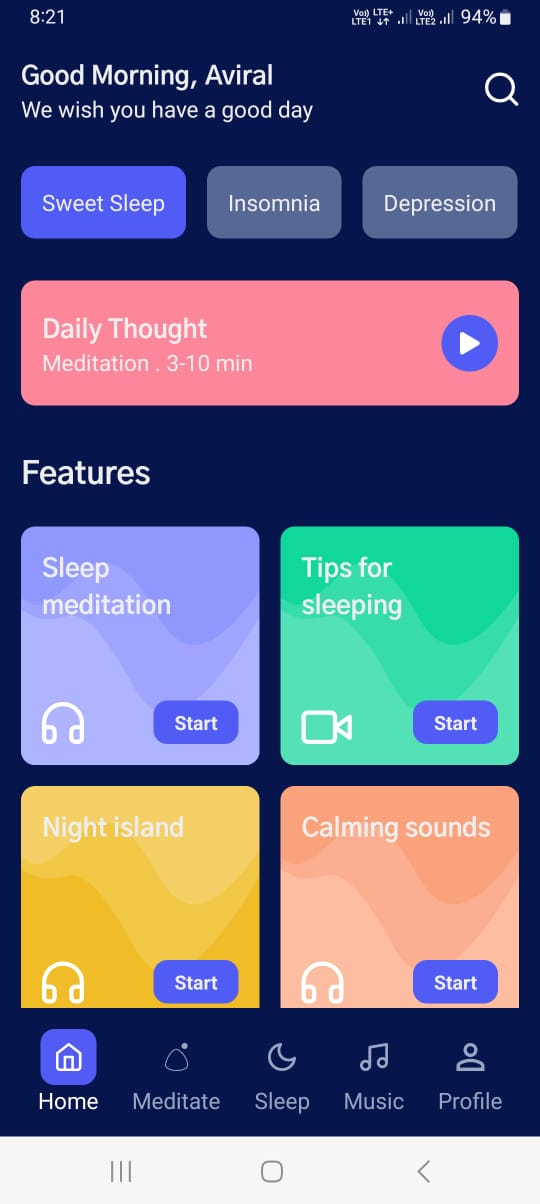 8:21
Vo)) LTE+
LTE1
Vo))
LTE2
94%
Good Morning, Aviral
We wish you have a good day
Sweet Sleep
Insomnia
Depression
Daily Thought
Meditation . 3-10 min
Features
Sleep
meditation
Start
Tips for
sleeping
Start
Night island
Start
Calming sounds
Start
Home
Meditate
Sleep
Music
Profile